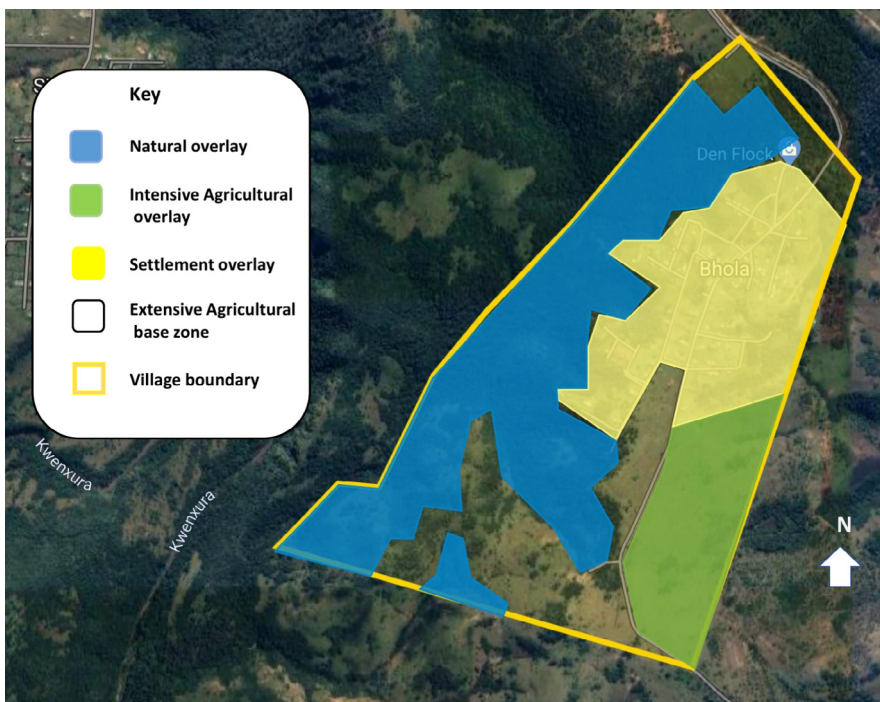 Key
Natural overlay
Intensive Agricultural
overlay
Settlement overlay
Extensive Agricultural
base zone
Village boundary
Den Flock
Bhola
Kwenxura
Kwenxura
N